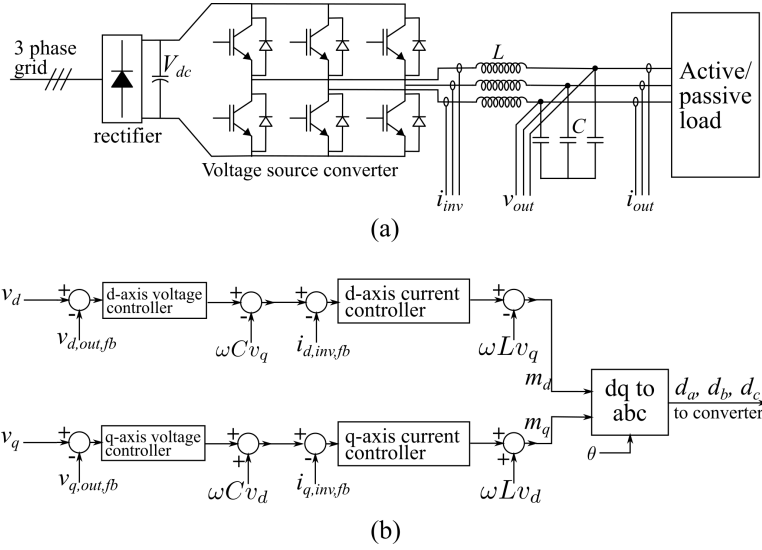 3 phase
grid
rectifier
V_dc
Voltage source converter
L
C
i_inv
v_out
i_out
Active/
passive
load
(a)
v_d
+
-
v_d,out,fb
d-axis voltage
controller
+
-
ωCv_q
+
-
i_d,inv,fb
d-axis current
controller
+
-
ωLv_q
m_d
v_q
+
-
v_q,out,fb
q-axis voltage
controller
+
+
ωCv_d
+
-
i_q,inv,fb
q-axis current
controller
+
+
ωLv_d
m_q
dq to
abc
θ
d_a, d_b, d_c
to converter
(b)